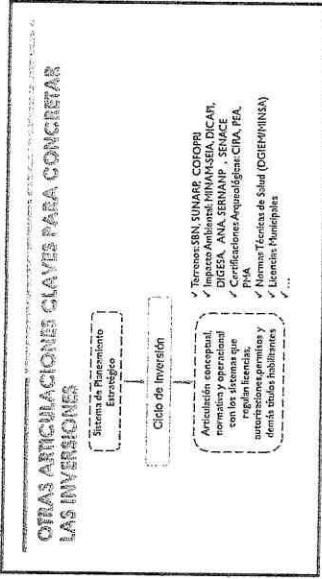 OTRAS ARTICULACIONES CLAVES PARA CONCRETAR
LAS INVERSIONES
Sistema de Planeamiento
Estratégico
Ciclo de Inversión
Articulación conceptual,
normativa y operacional
con los sistemas que
regulan licencias,
autorizaciones, permisos y
demás títulos habilitantes
✓ Terrenos: SBN, SUNARP, COFOPRI
✓ Impacto Ambiental: MINAM-SEIA, DICAPI,
DIGESA, ANA, SERNANP, SENACE
✓ Certificaciones Arqueológicas: CIRA, PEA,
PMA
✓ Normas Técnicas de Salud (DGIEM/MINSA)
✓ Licencias Municipales
✓ ...